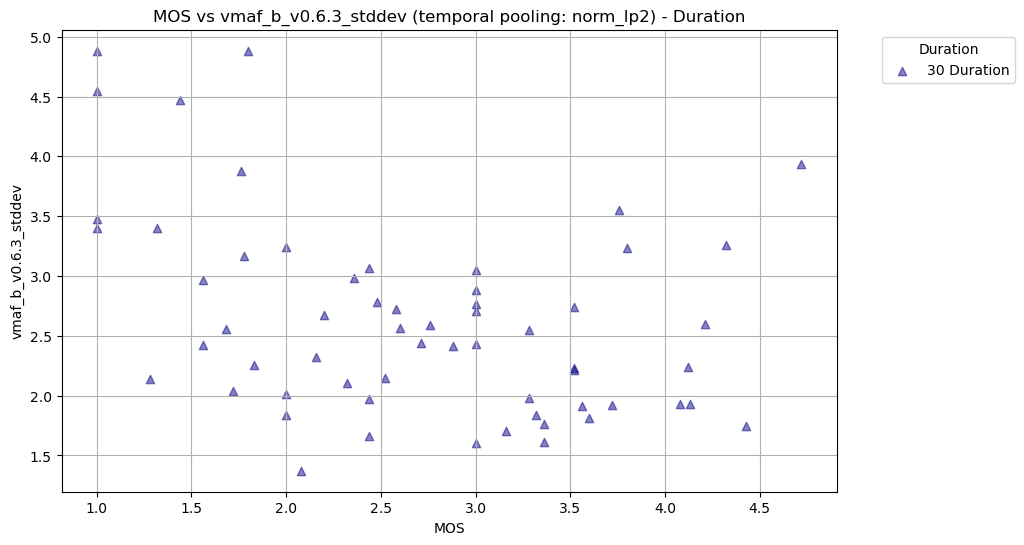 MOS vs vmaf_b_v0.6.3_stddev (temporal pooling: norm_lp2) - Duration
Duration
30 Duration
5.0
4.5
4.0
3.5
3.0
2.5
2.0
1.5
vmaf_b_v0.6.3_stddev
1.0 1.5 2.0 2.5 3.0 3.5 4.0 4.5
MOS